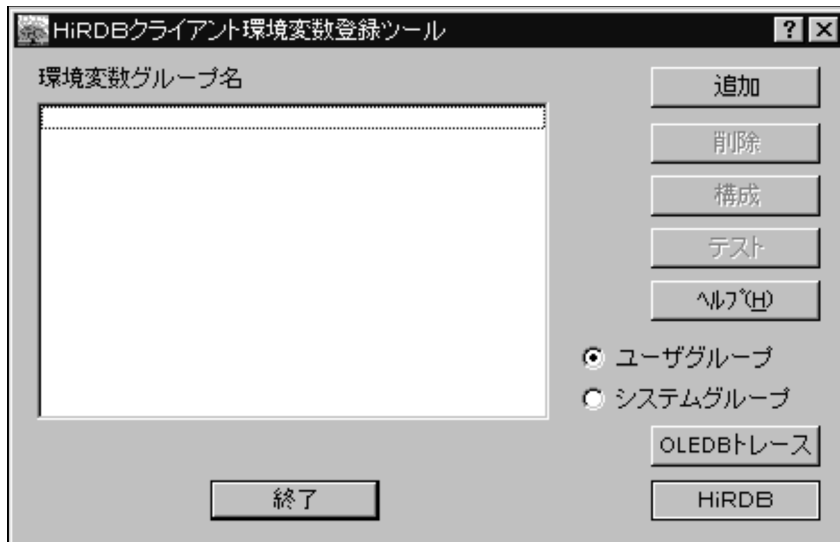 HiRDBクライアント環境変数登録ツール
環境変数グループ名
追加
削除
構成
テスト
ﾍﾙﾌﾟ(H)
ユーザグループ
システムグループ
OLEDBトレース
終了
HiRDB